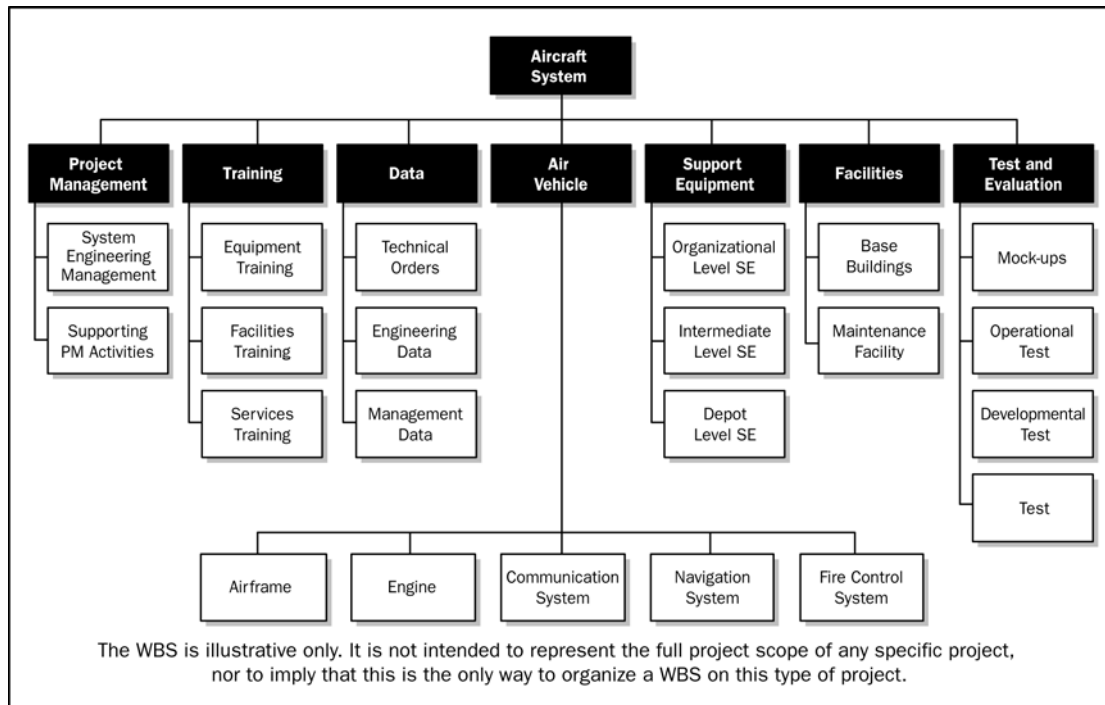 Aircraft
System
Project
Management
Training
Data
Air
Vehicle
Support
Equipment
Facilities
Test and
Evaluation
System
Engineering
Management
Supporting
PM Activities
Equipment
Training
Facilities
Training
Services
Training
Technical
Orders
Engineering
Data
Management
Data
Organizational
Level SE
Intermediate
Level SE
Depot
Level SE
Base
Buildings
Maintenance
Facility
Mock-ups
Operational
Test
Developmental
Test
Test
Airframe
Engine
Communication
System
Navigation
System
Fire Control
System
The WBS is illustrative only. It is not intended to represent the full project scope of any specific project,
nor to imply that this is the only way to organize a WBS on this type of project.